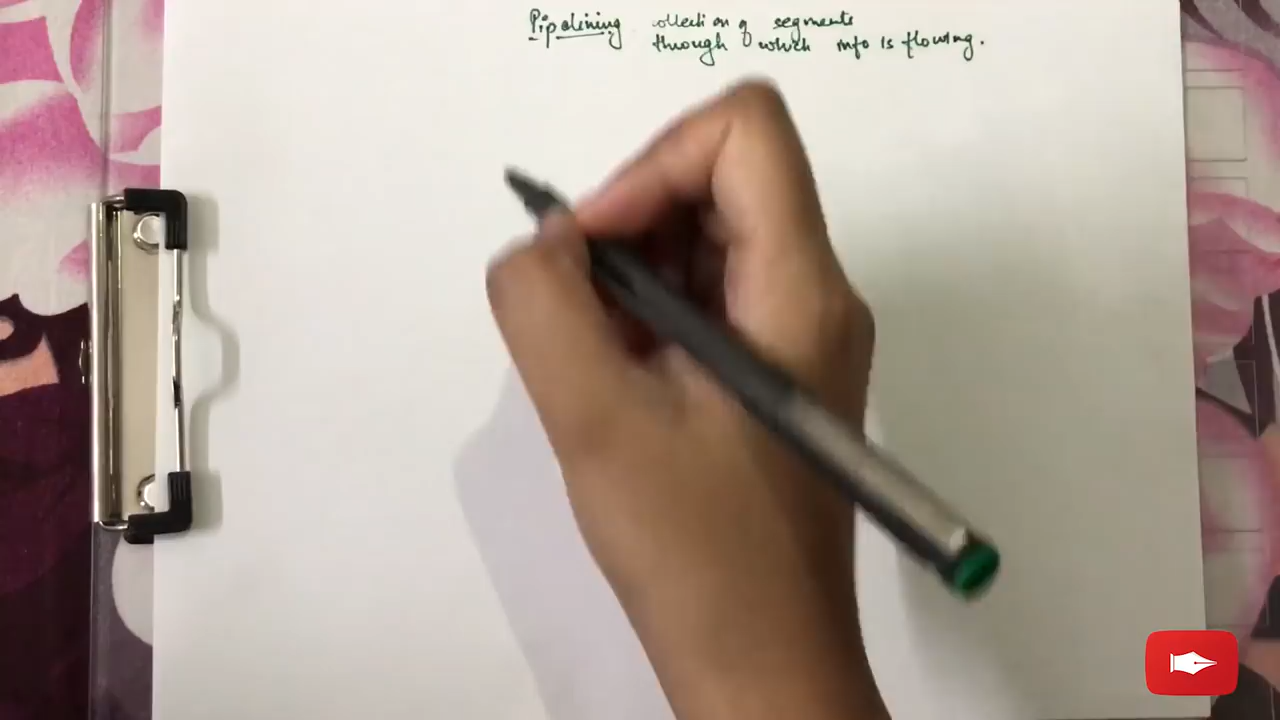 Pipelining collection of segments
through which info is flowing.